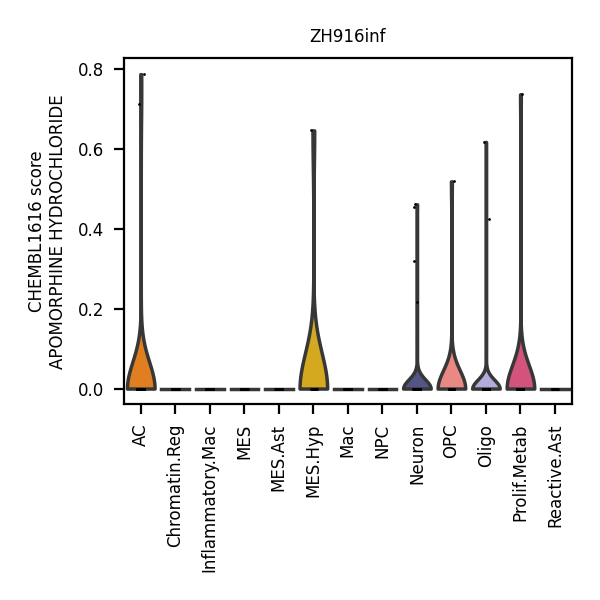 ZH916inf
CHEMBL1616 score
APOMORPHINE HYDROCHLORIDE
0.8
0.6
0.4
0.2
0.0
AC
Chromatin.Reg
Inflammatory.Mac
MES
MES.Ast
MES.Hyp
Mac
NPC
Neuron
OPC
Oligo
Prolif.Metab
Reactive.Ast